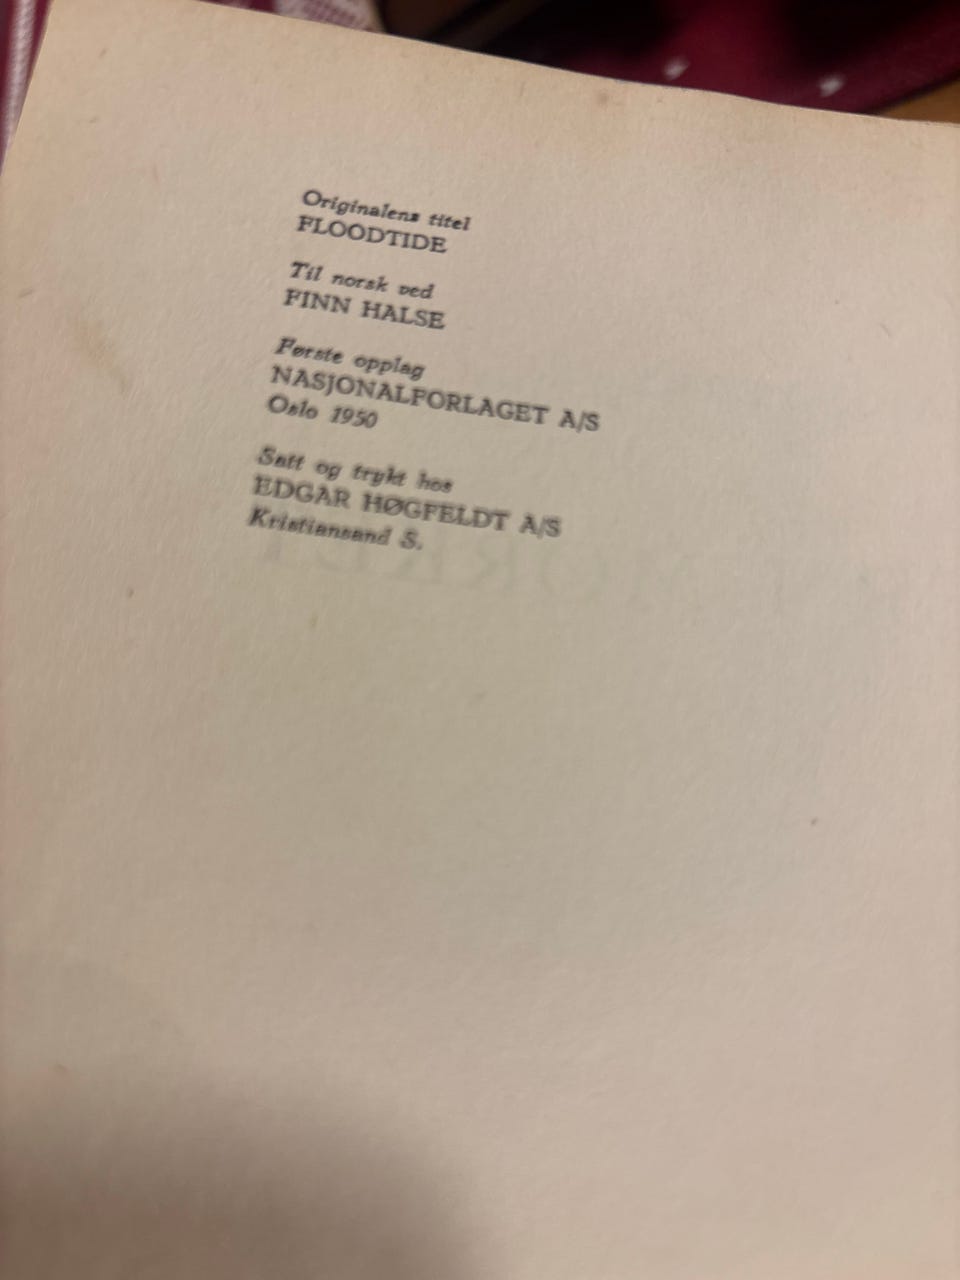 Originalens titel
FLOODTIDE
Til norsk ved
FINN HALSE
Første opplag
NASJONALFORLAGET A/S
Oslo 1950
Satt og trykt hos
EDGAR HØGFELDT A/S
Kristiansand S.